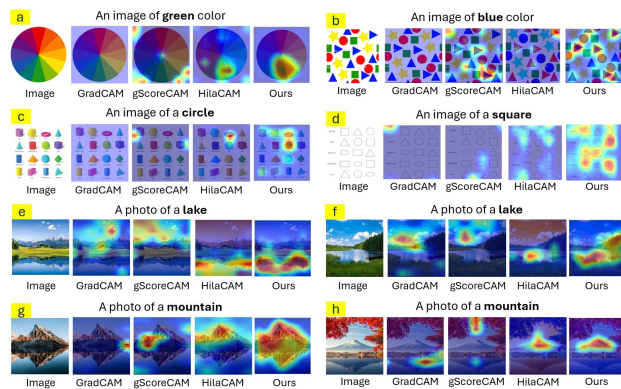 a An image of green color
Image GradCAM gScoreCAM HilaCAM Ours
b An image of blue color
Image GradCAM gScoreCAM HilaCAM Ours
c An image of a circle
Image GradCAM gScoreCAM HilaCAM Ours
d An image of a square
Image GradCAM gScoreCAM HilaCAM Ours
e A photo of a lake
Image GradCAM gScoreCAM HilaCAM Ours
f A photo of a lake
Image GradCAM gScoreCAM HilaCAM Ours
g A photo of a mountain
Image GradCAM gScoreCAM HilaCAM Ours
h A photo of a mountain
Image GradCAM gScoreCAM HilaCAM Ours